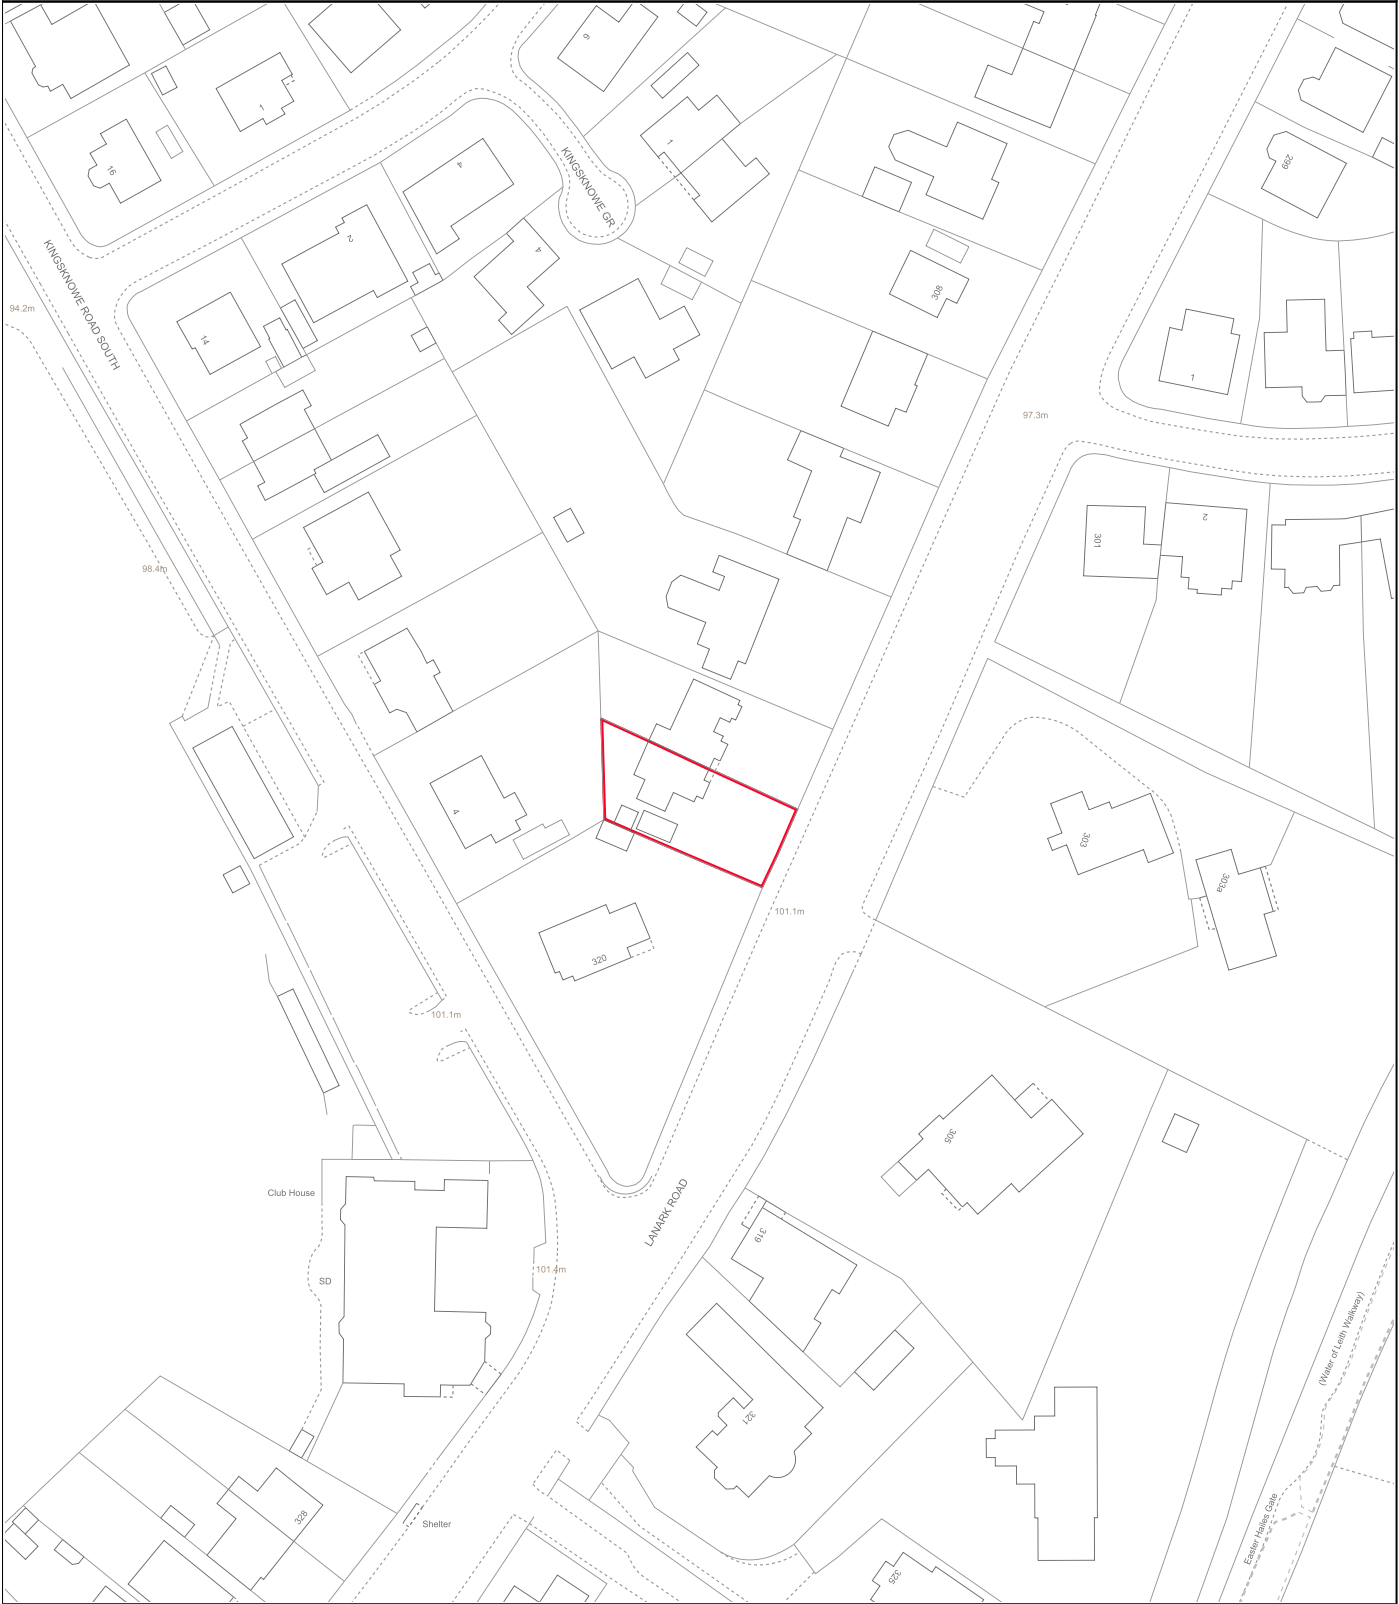 6
1
16
1
4
KINGSKNOWE GR
2
4
299
KINGSKNOWE ROAD SOUTH
94.2m
14
308
1
97.3m
301
2
98.4m
4
303
303a
101.1m
320
101.1m
305
Club House
LANARK ROAD
319
SD
101.4m
(Water of Leith Walkway)
321
328
Shelter
Easter Hailes Gate
325